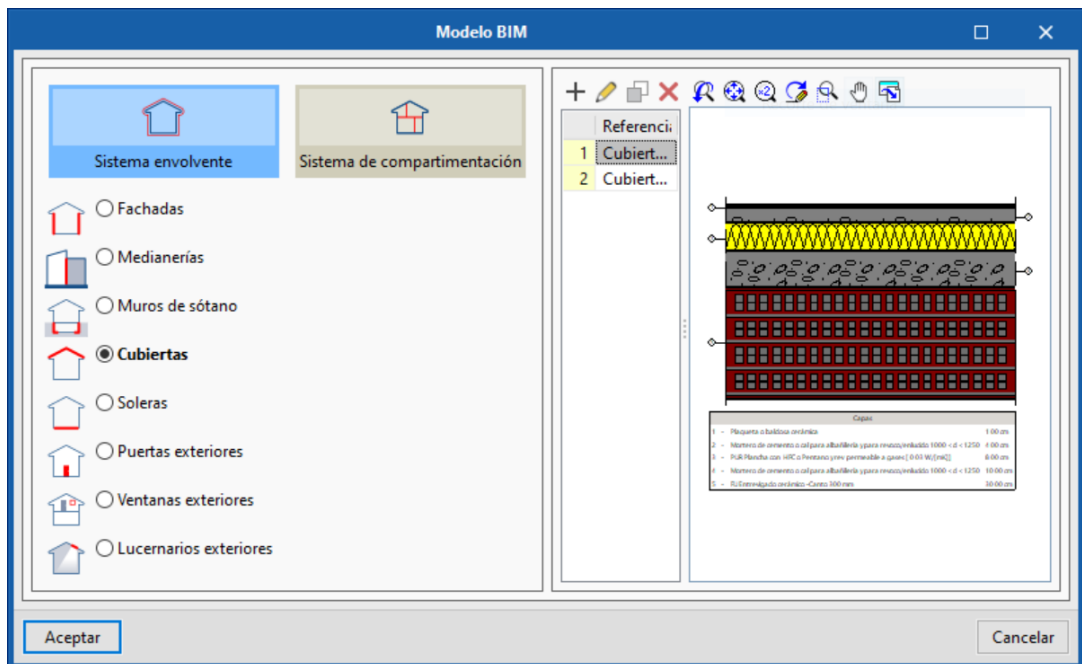 Modelo BIM
Sistema envolvente
Sistema de compartimentación
Fachadas
Medianerías
Muros de sótano
Cubiertas
Soleras
Puertas exteriores
Ventanas exteriores
Lucernarios exteriores
x2
Referenci
1 Cubiert...
2 Cubiert...
Capas
1 - Plaqueta o baldosa cerámica 1.00 cm
2 - Mortero de cemento o cal para albañilería y para revoco/enlucido 1000 < d < 1250 4.00 cm
3 - PUR Plancha con HFC o Pentano y rev. permeable a gases [ 0.03 W/[mK]] 8.00 cm
4 - Mortero de cemento o cal para albañilería y para revoco/enlucido 1000 < d < 1250 10.00 cm
5 - FU Entrevigado cerámico -Canto 300 mm 30.00 cm
Aceptar
Cancelar